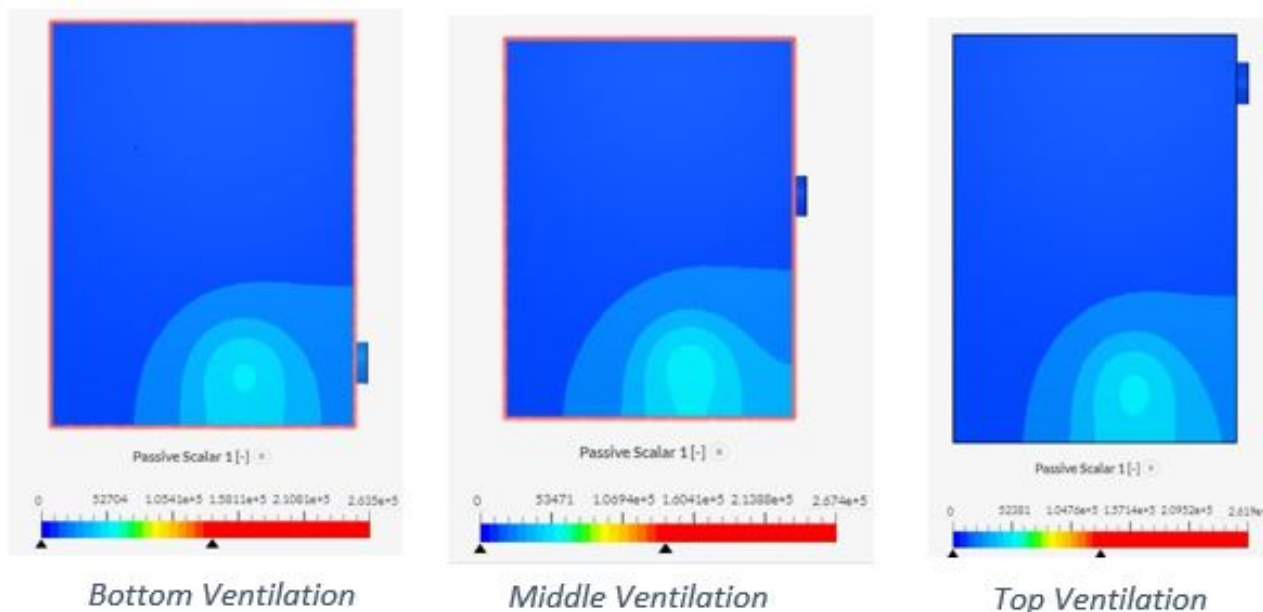 Passive Scalar 1 [-]
0 52704 1.0541e+5 1.5811e+5 2.1081e+5 2.635e+5
Bottom Ventilation
Passive Scalar 1 [-]
0 53471 1.0694e+5 1.6041e+5 2.1388e+5 2.674e+5
Middle Ventilation
Passive Scalar 1 [-]
0 52381 1.0476e+5 1.5714e+5 2.0952e+5 2.619e
Top Ventilation